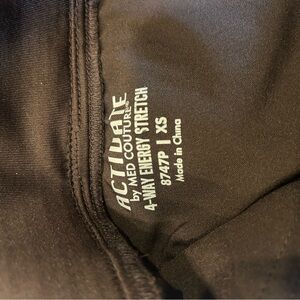 ACTIVATE
by MED COUTURE®
4-WAY ENERGY STRETCH
8747P | XS
Made in China